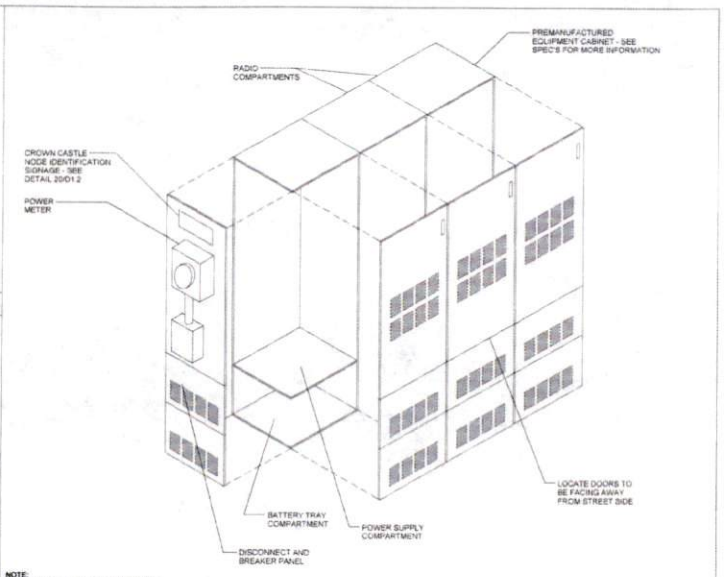 PREMANUFACTURED
EQUIPMENT CABINET - SEE
SPEC'S FOR MORE INFORMATION
RADIO
COMPARTMENTS
CROWN CASTLE
NODE IDENTIFICATION
SIGNAGE - SEE
DETAIL 20/D1.2
POWER
METER
LOCATE DOORS TO
BE FACING AWAY
FROM STREET SIDE
BATTERY TRAY
COMPARTMENT
POWER SUPPLY
COMPARTMENT
DISCONNECT AND
BREAKER PANEL
NOTE: